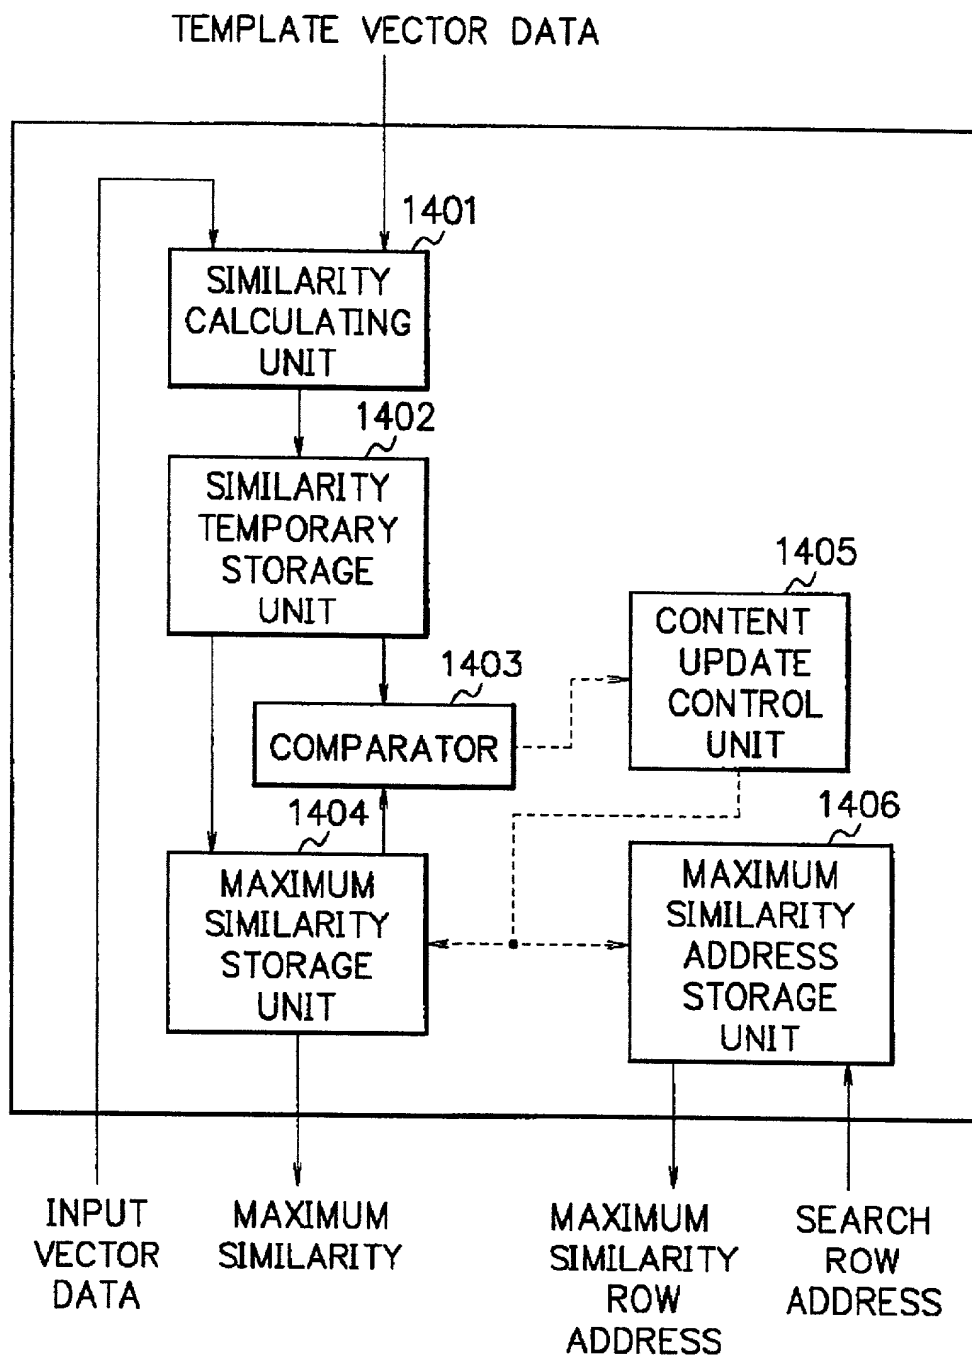 TEMPLATE VECTOR DATA
1401
SIMILARITY
CALCULATING
UNIT
1402
SIMILARITY
TEMPORARY
STORAGE
UNIT
1405
CONTENT
UPDATE
CONTROL
UNIT
1403
COMPARATOR
1404
MAXIMUM
SIMILARITY
STORAGE
UNIT
1406
MAXIMUM
SIMILARITY
ADDRESS
STORAGE
UNIT
INPUT
VECTOR
DATA
MAXIMUM
SIMILARITY
MAXIMUM
SIMILARITY
ROW
ADDRESS
SEARCH
ROW
ADDRESS